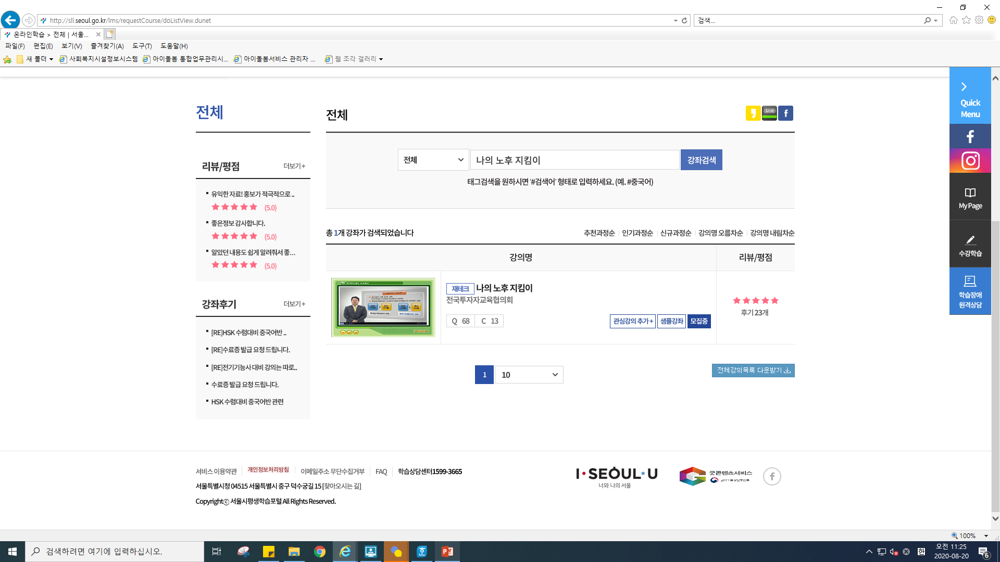 http://sll.seoul.go.kr/lms/requestCourse/doListView.dunet
검색...
온라인학습 > 전체 | 서울...
파일(F) 편집(E) 보기(V) 즐겨찾기(A) 도구(T) 도움말(H)
새 폴더 사회복지시설정보시스템 아이돌봄 통합업무관리시... 아이돌봄서비스 관리자 ... 웹 조각 갤러리
전체
리뷰/평점 더보기+
유익한 자료! 홍보가 적극적으로 ..
(5.0)
좋은정보 감사합니다.
(5.0)
알았던 내용도 쉽게 알려줘서 좋...
(5.0)
강좌후기 더보기+
[RE]HSK 수렴대비 중국어반 ..
[RE]수료증 발급 요청 드립니다.
[RE]전기기능사 대비 강의는 따로..
수료증 발급 요청 드립니다.
HSK 수렴대비 중국어반 관련
전체
BAND
전체 나의 노후 지킴이 강좌검색
태그검색을 원하시면 '#검색어' 형태로 입력하세요. (예. #중국어)
총 1개 강좌가 검색되었습니다
추천과정순 인기과정순 신규과정순 강의명 오름차순 강의명 내림차순
강의명 리뷰/평점
재테크 나의 노후 지킴이
전국투자자교육협의회
Q 68 C 13
관심강의 추가+ 샘플강좌 모집중
후기 23개
1 10
전체강의목록 다운받기
Quick
Menu
My Page
수강학습
학습장애
원격상담
서비스 이용약관 개인정보처리방침 이메일주소 무단수집거부 FAQ 학습상담센터1599-3665
서울특별시청 04515 서울특별시 중구 덕수궁길 15 [찾아오시는 길]
Copyrightⓒ 서울시평생학습포털 All Rights Reserved.
I·SEOUL·U
너와 나의 서울
굿콘텐츠서비스
100%
검색하려면 여기에 입력하십시오.
한
오전 11:25
2020-08-20
6